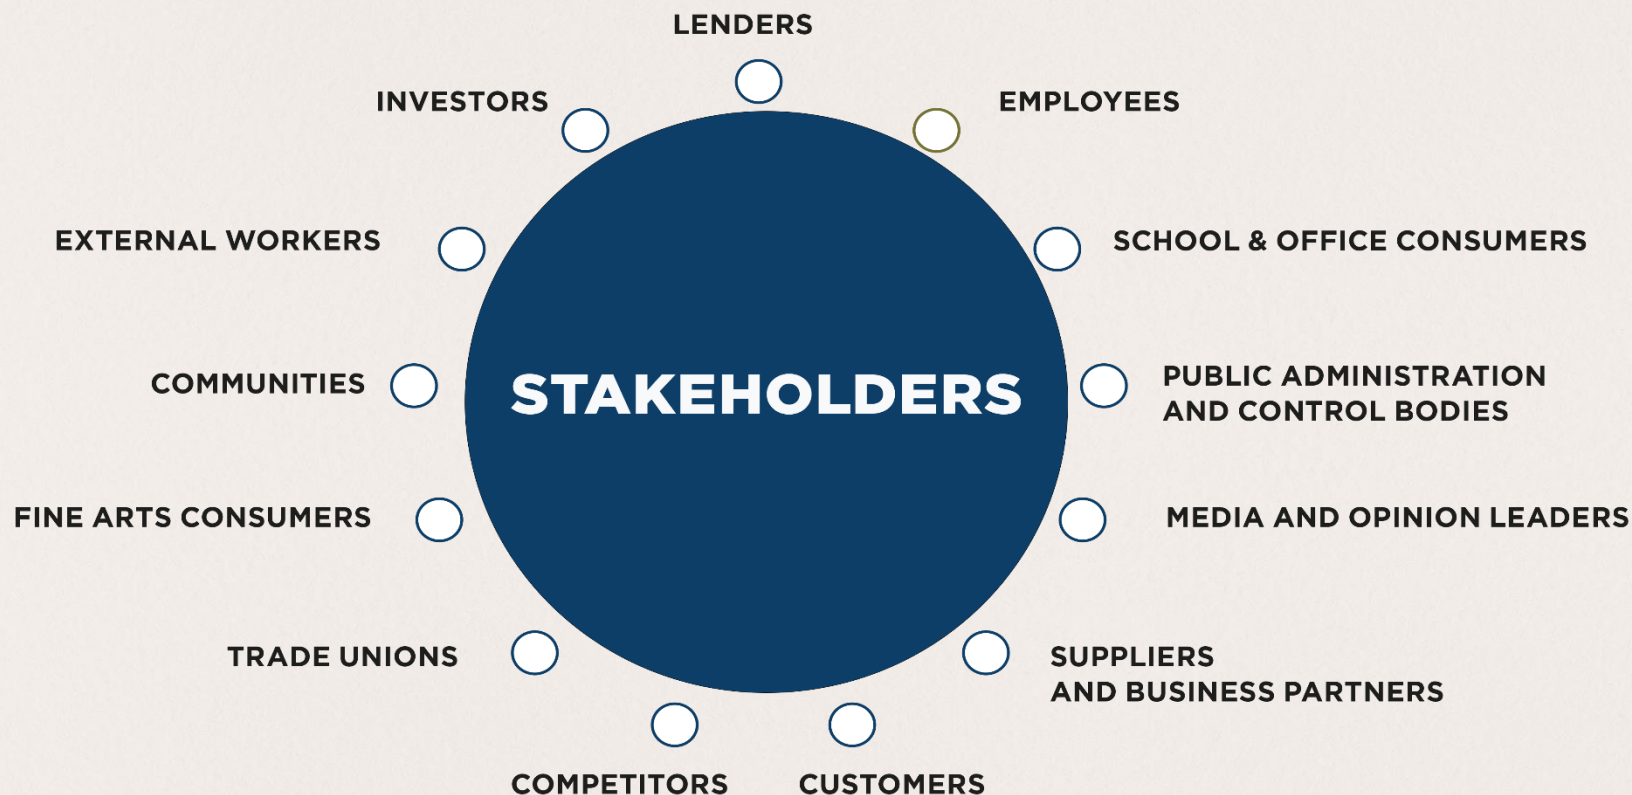 LENDERS
INVESTORS
EMPLOYEES
EXTERNAL WORKERS
SCHOOL & OFFICE CONSUMERS
COMMUNITIES
STAKEHOLDERS
PUBLIC ADMINISTRATION
AND CONTROL BODIES
FINE ARTS CONSUMERS
MEDIA AND OPINION LEADERS
TRADE UNIONS
SUPPLIERS
AND BUSINESS PARTNERS
COMPETITORS
CUSTOMERS